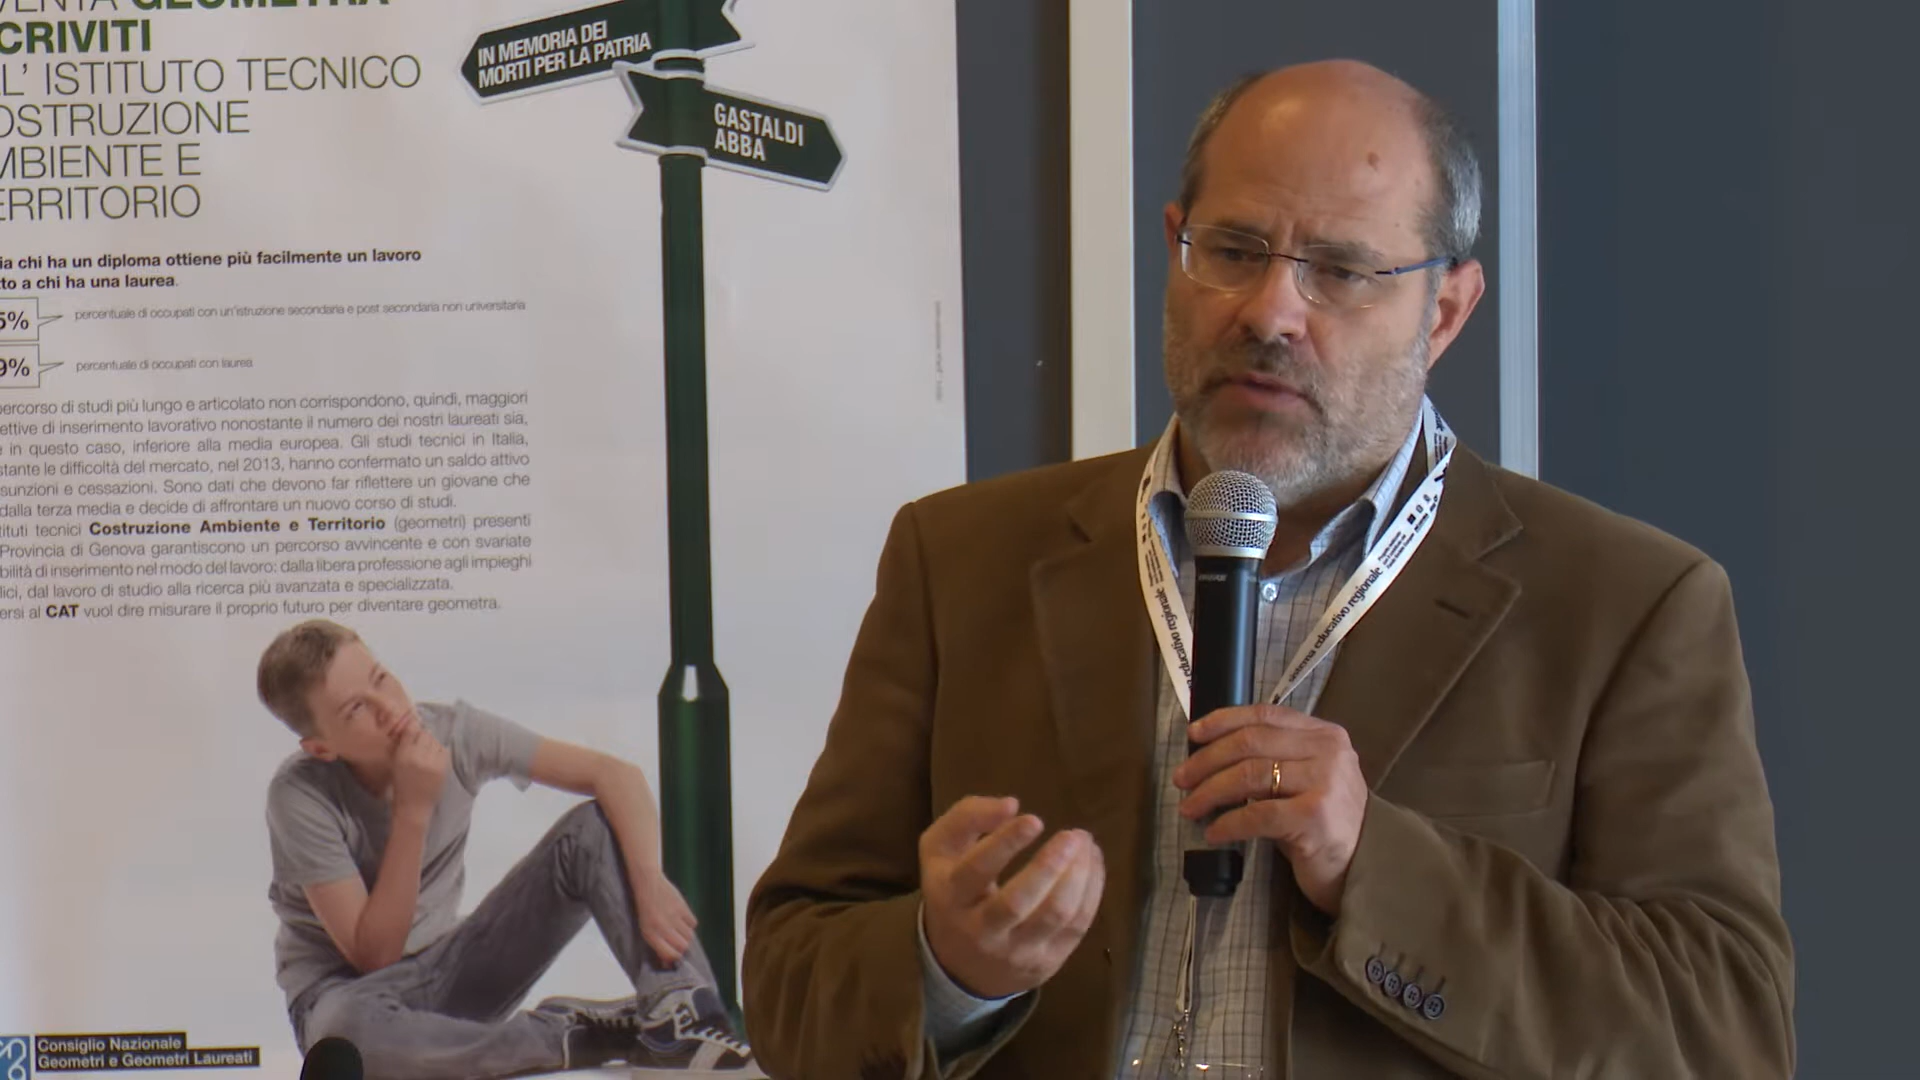 VENTA GEOMETRA
CRIVITI
L' ISTITUTO TECNICO
OSTRUZIONE
MBIENTE E
ERRITORIO
IN MEMORIA DEI
MORTI PER LA PATRIA
GASTALDI
ABBA
ia chi ha un diploma ottiene più facilmente un lavoro
to a chi ha una laurea.
5% percentuale di occupati con un'istruzione secondaria e post secondaria non universitaria
9% percentuale di occupati con laurea
percorso di studi più lungo e articolato non corrispondono, quindi, maggiori
ettive di inserimento lavorativo nonostante il numero dei nostri laureati sia,
e in questo caso, inferiore alla media europea. Gli studi tecnici in Italia,
stante le difficoltà del mercato, nel 2013, hanno confermato un saldo attivo
sunzioni e cessazioni. Sono dati che devono far riflettere un giovane che
dalla terza media e decide di affrontare un nuovo corso di studi.
tituti tecnici Costruzione Ambiente e Territorio (geometri) presenti
Provincia di Genova garantiscono un percorso avvincente e con svariate
bilità di inserimento nel modo del lavoro: dalla libera professione agli impieghi
lici, dal lavoro di studio alla ricerca più avanzata e specializzata.
ersi al CAT vuol dire misurare il proprio futuro per diventare geometra.
Consiglio Nazionale
Geometri e Geometri Laureati
sistema educativo regionale
educativo regionale